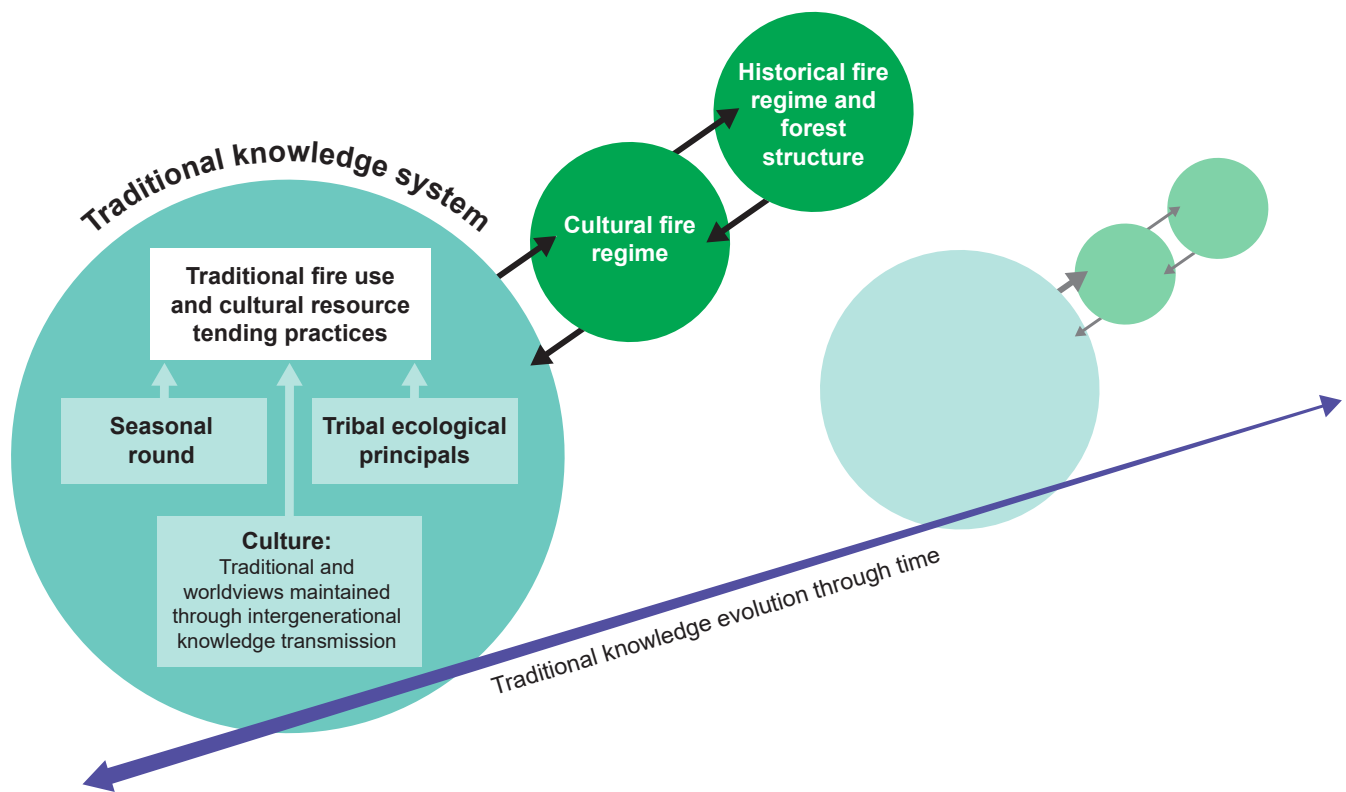 Traditional knowledge system
Traditional fire use
and cultural resource
tending practices
Seasonal
round
Tribal ecological
principals
Culture:
Traditional and
worldviews maintained
through intergenerational
knowledge transmission
Cultural fire
regime
Historical fire
regime and
forest
structure
Traditional knowledge evolution through time